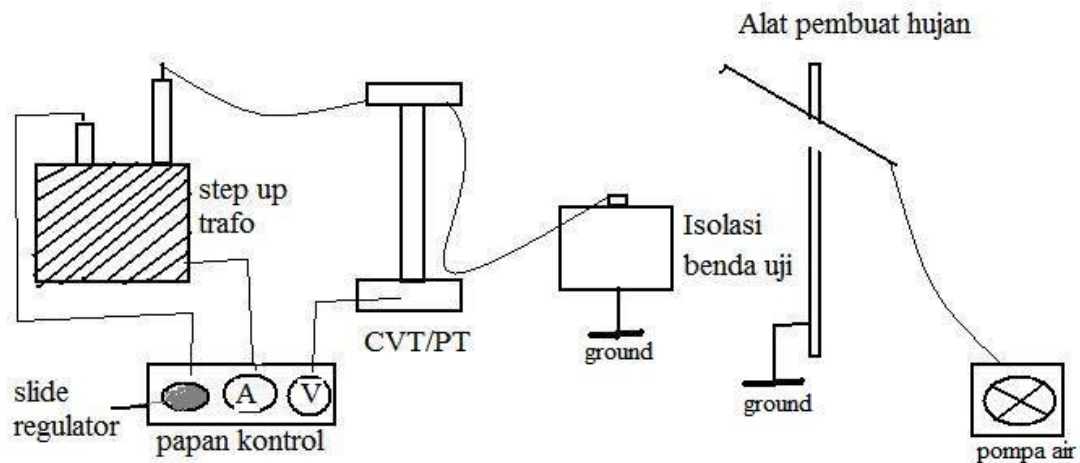 Alat pembuat hujan
step up
trafo
Isolasi
benda uji
CVT/PT
ground
ground
slide
regulator
A
V
papan kontrol
pompa air